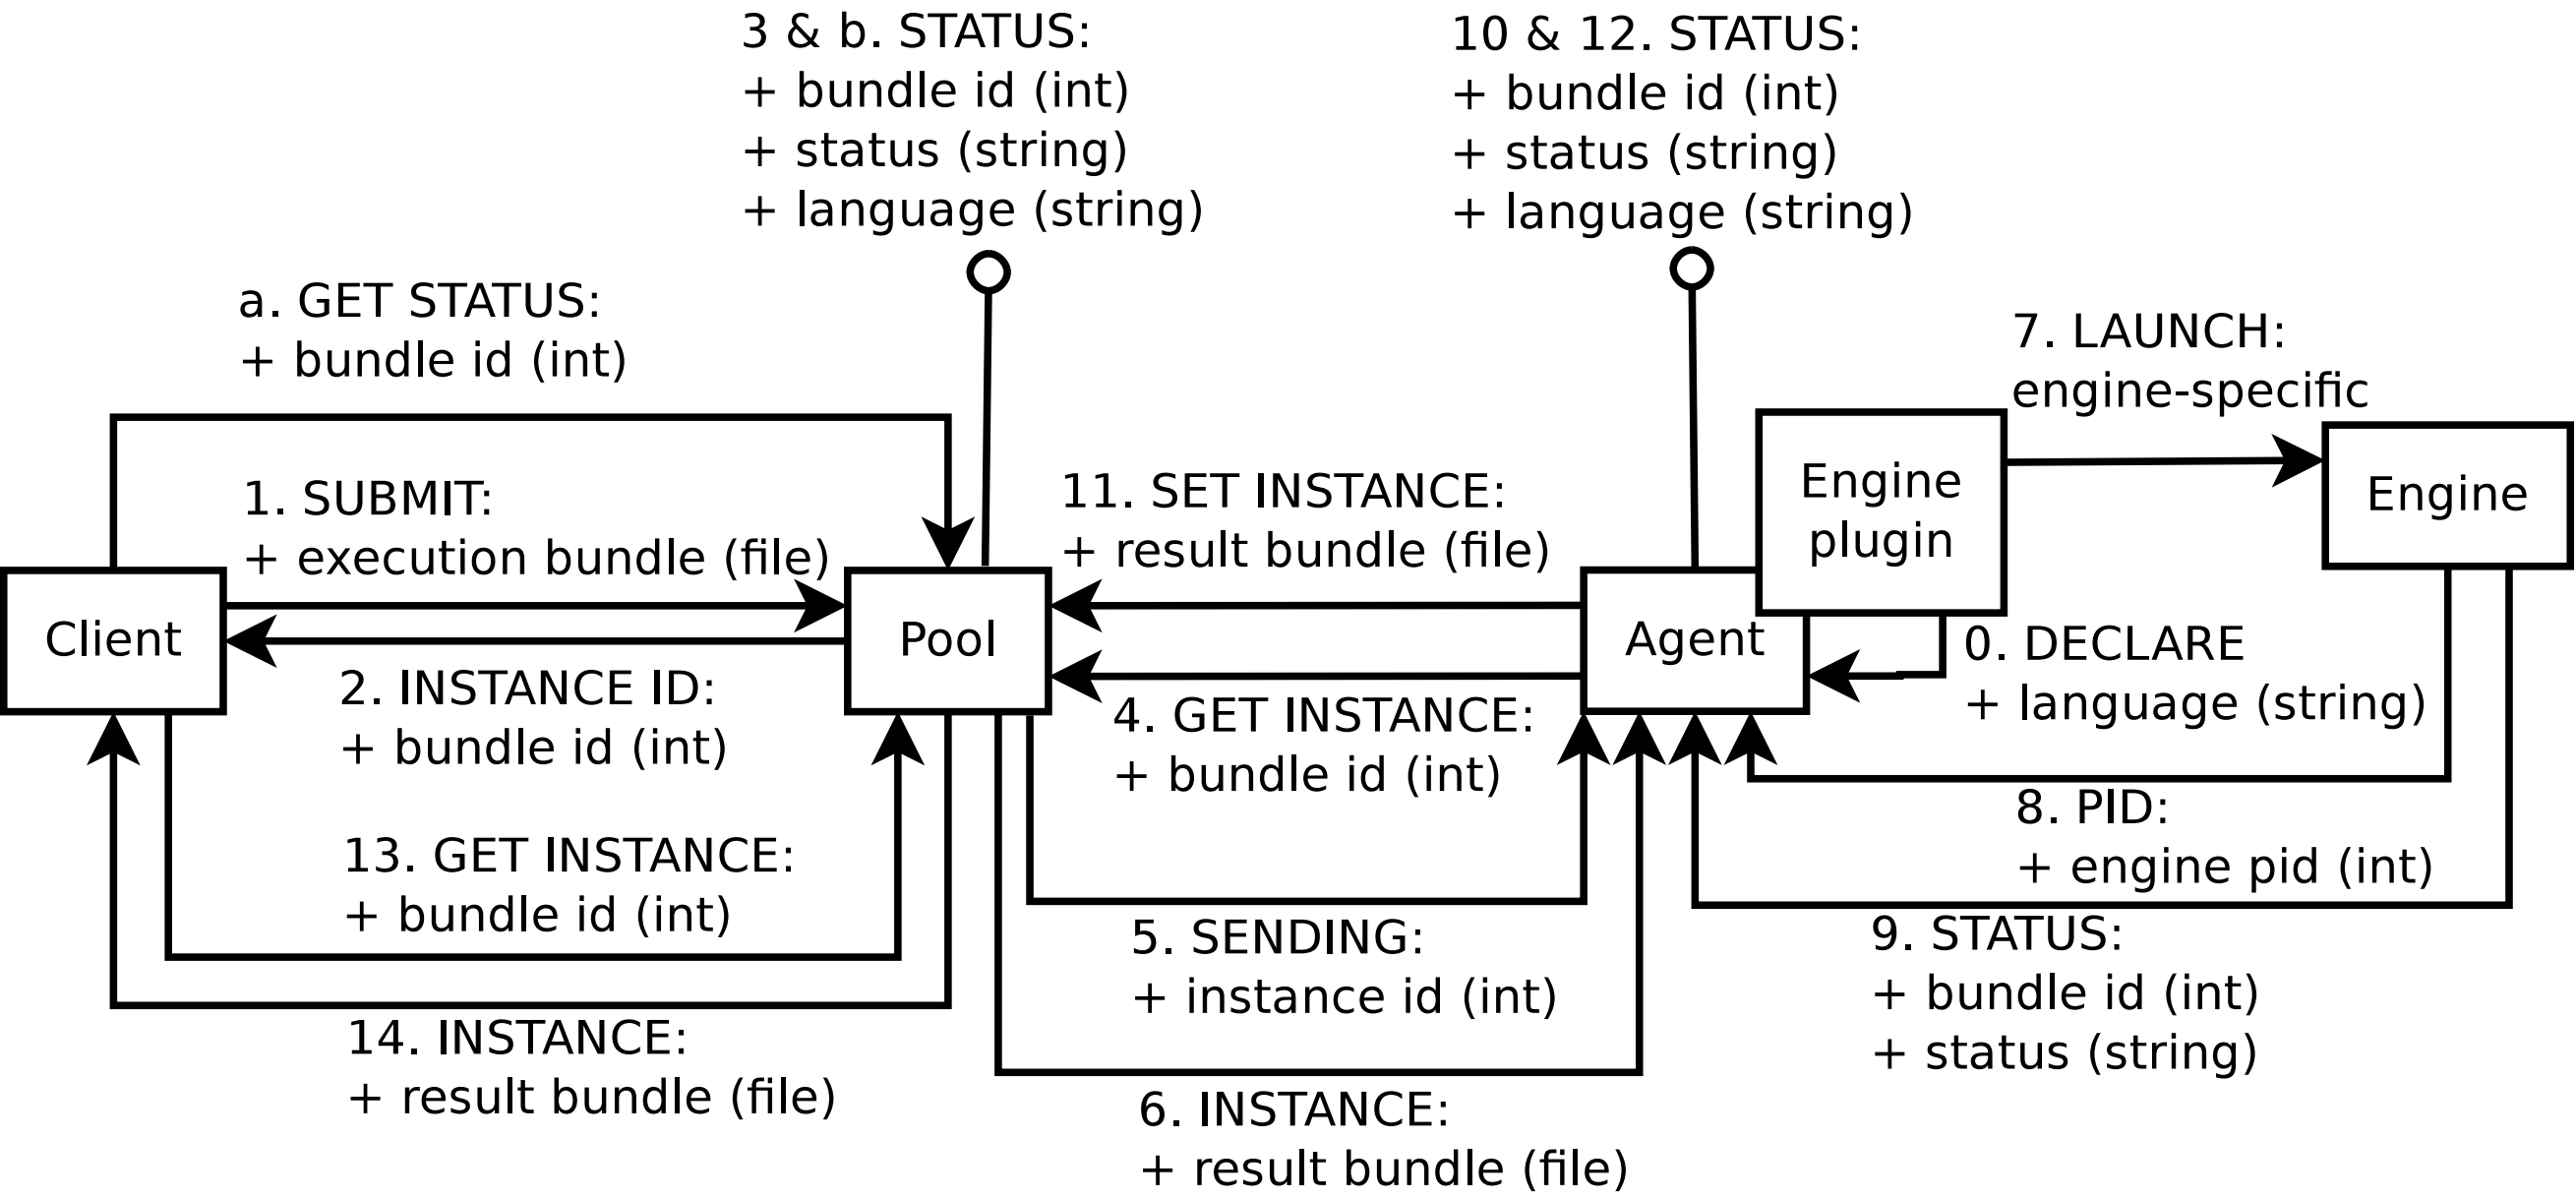 3 & b. STATUS:
+ bundle id (int)
+ status (string)
+ language (string)
10 & 12. STATUS:
+ bundle id (int)
+ status (string)
+ language (string)
a. GET STATUS:
+ bundle id (int)
7. LAUNCH:
engine-specific
1. SUBMIT:
+ execution bundle (file)
11. SET INSTANCE:
+ result bundle (file)
Engine
plugin
Engine
Client
Pool
Agent
0. DECLARE
+ language (string)
2. INSTANCE ID:
+ bundle id (int)
4. GET INSTANCE:
+ bundle id (int)
8. PID:
+ engine pid (int)
13. GET INSTANCE:
+ bundle id (int)
5. SENDING:
+ instance id (int)
9. STATUS:
+ bundle id (int)
+ status (string)
14. INSTANCE:
+ result bundle (file)
6. INSTANCE:
+ result bundle (file)